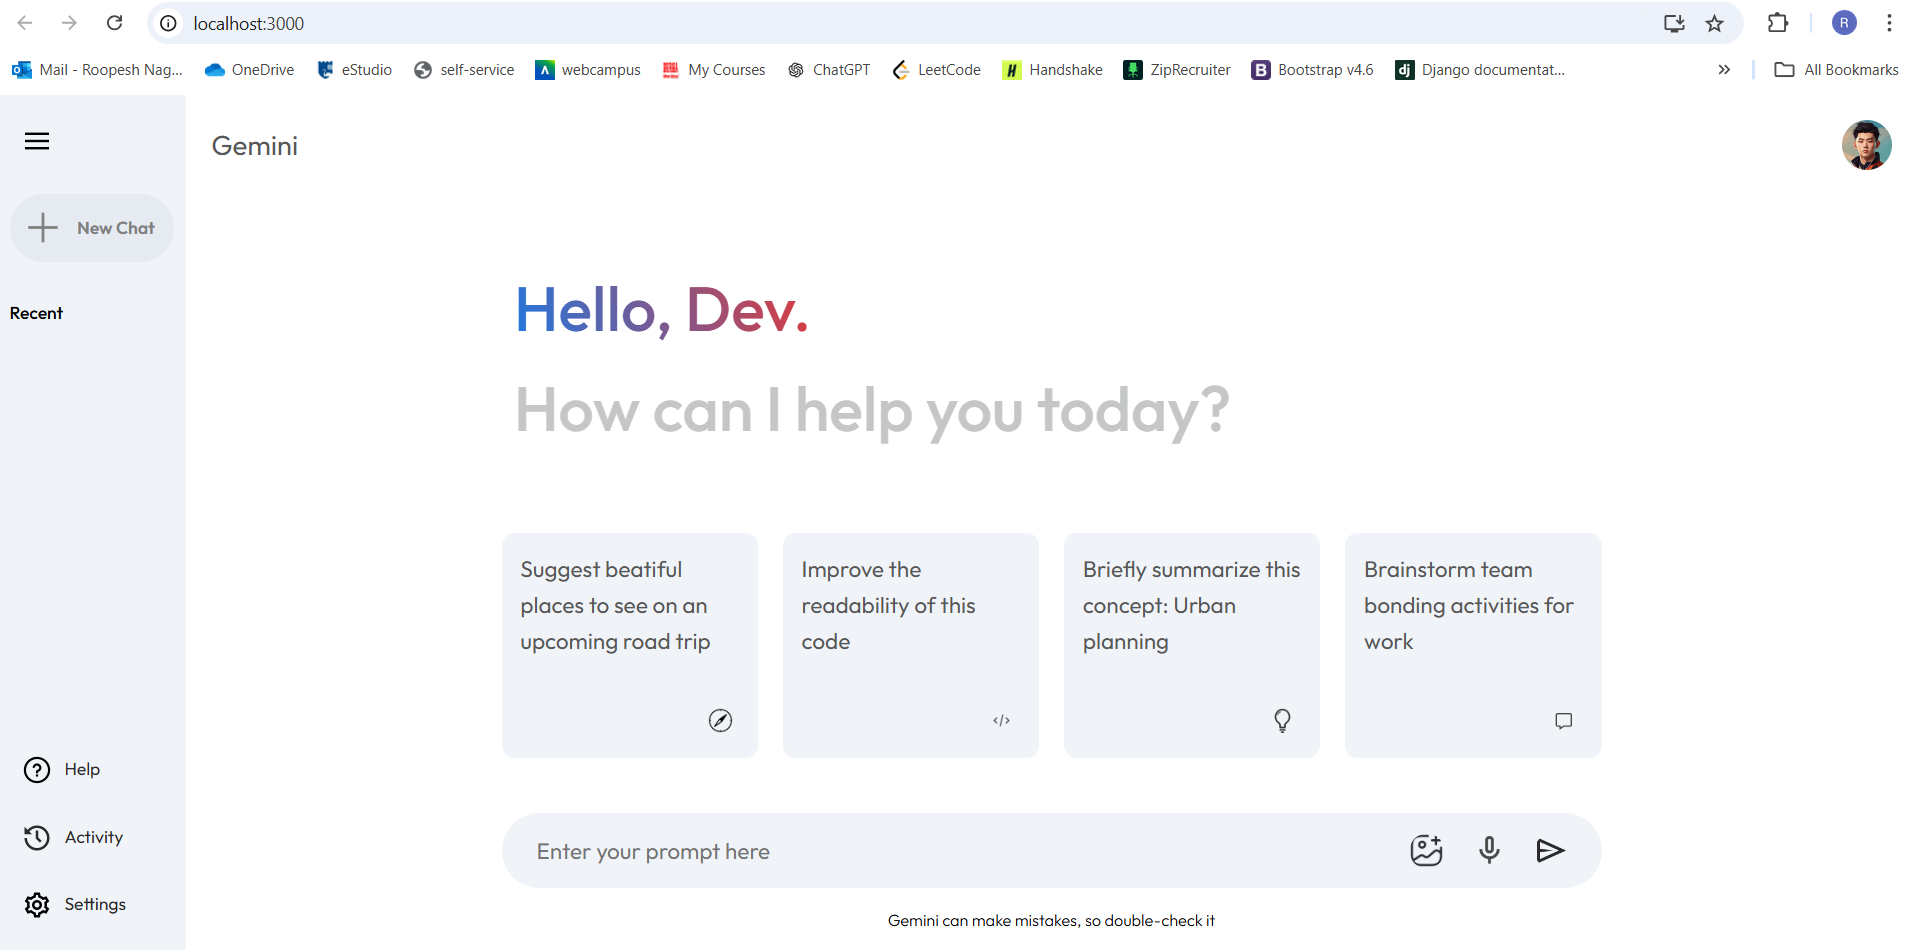 localhost:3000
R
Mail - Roopesh Nag...
OneDrive
eStudio
self-service
webcampus
My Courses
ChatGPT
LeetCode
Handshake
ZipRecruiter
Bootstrap v4.6
Django documentat...
All Bookmarks
Gemini
New Chat
Recent
Hello, Dev.
How can I help you today?
Suggest beatiful
places to see on an
upcoming road trip
Improve the
readability of this
code
Briefly summarize this
concept: Urban
planning
Brainstorm team
bonding activities for
work
Help
Activity
Settings
Enter your prompt here
Gemini can make mistakes, so double-check it